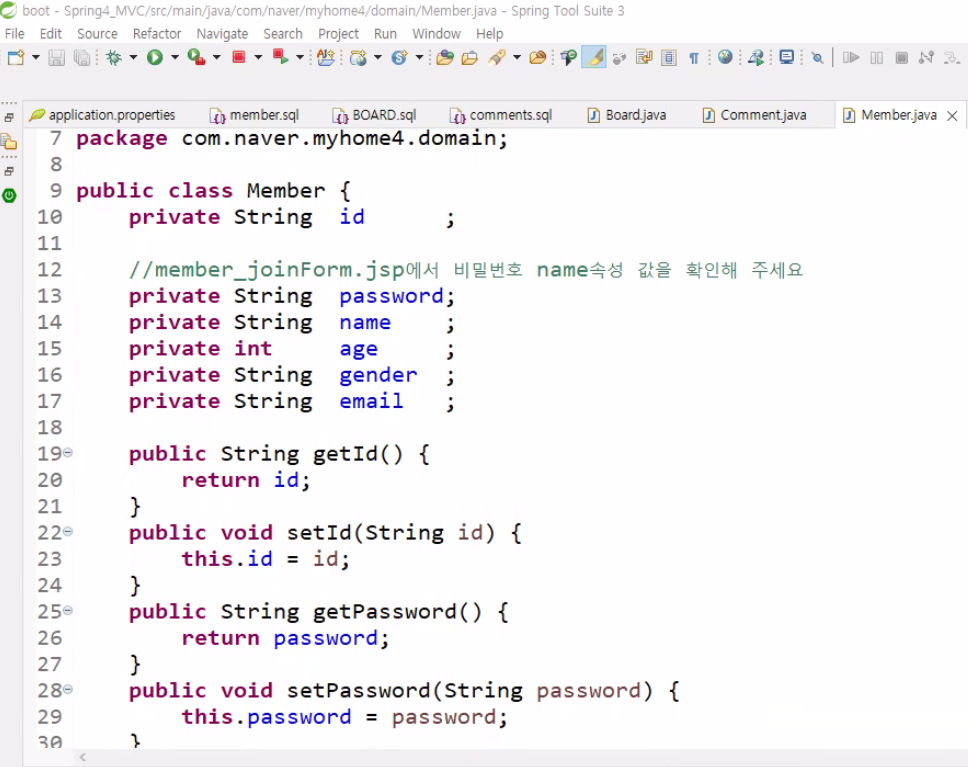 boot - Spring4_MVC/src/main/java/com/naver/myhome4/domain/Member.java - Spring Tool Suite 3
File Edit Source Refactor Navigate Search Project Run Window Help
application.properties member.sql BOARD.sql comments.sql Board.java Comment.java Member.java
7 package com.naver.myhome4.domain;
8
9 public class Member {
10 private String id ;
11
12 //member_joinForm.jsp에서 비밀번호 name속성 값을 확인해 주세요
13 private String password;
14 private String name ;
15 private int age ;
16 private String gender ;
17 private String email ;
18
19 public String getId() {
20 return id;
21 }
22 public void setId(String id) {
23 this.id = id;
24 }
25 public String getPassword() {
26 return password;
27 }
28 public void setPassword(String password) {
29 this.password = password;
30 }